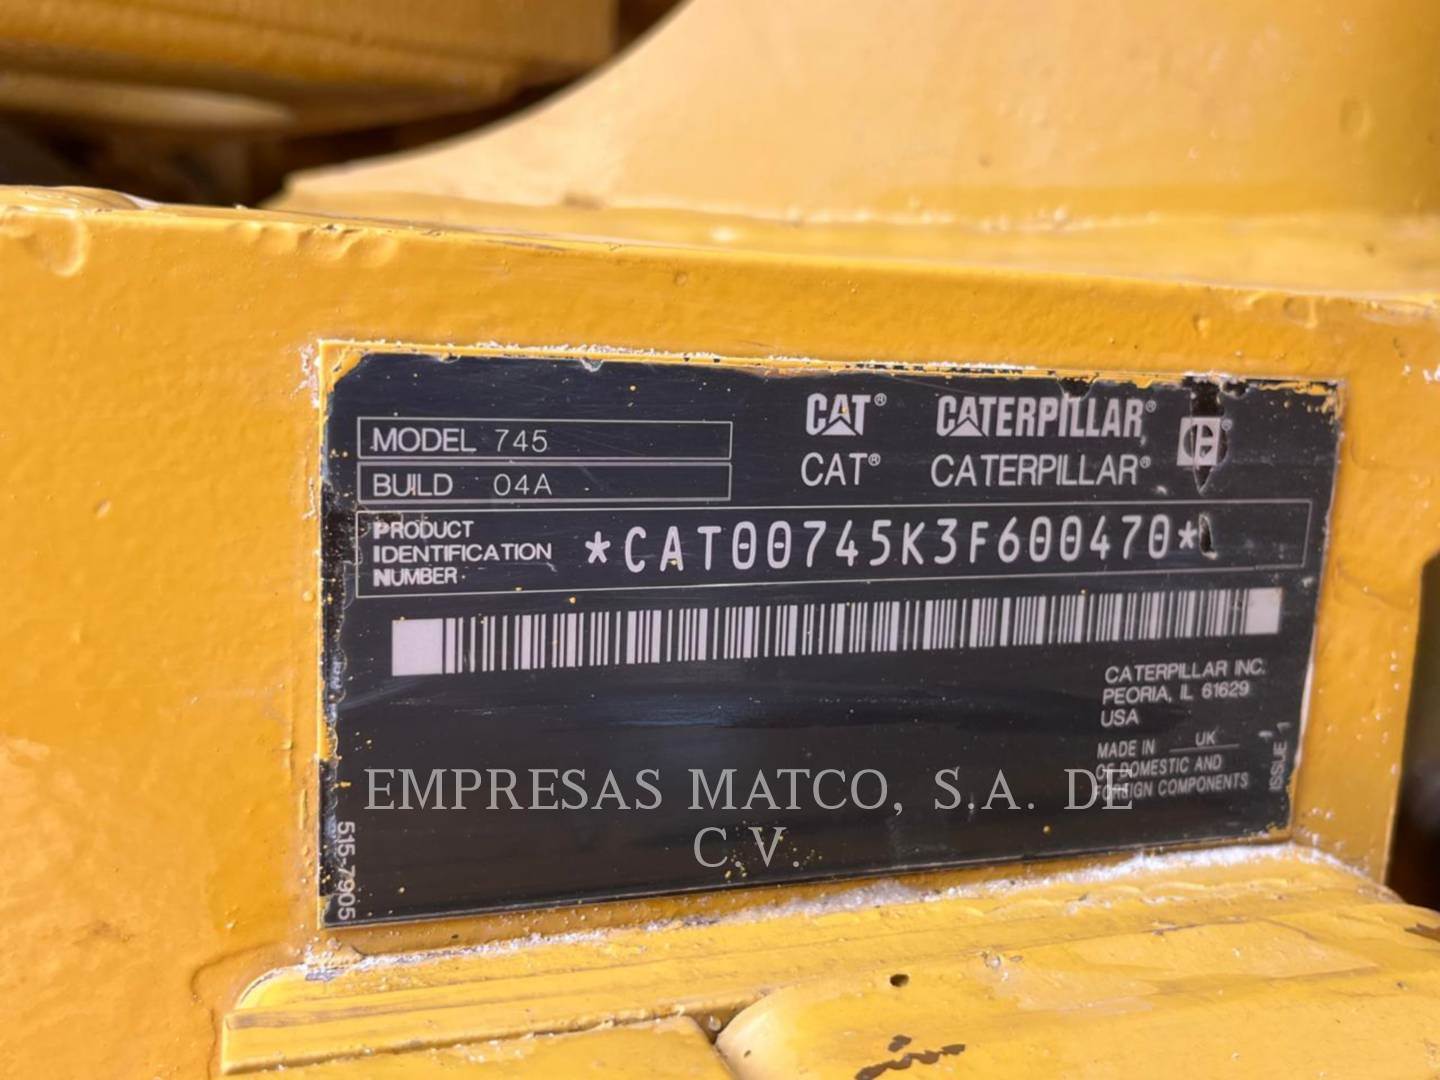 MODEL 745
BUILD 04A
CAT® CATERPILLAR®
CAT® CATERPILLAR®
PRODUCT
IDENTIFICATION
NUMBER
*CAT00745K3F600470*
CATERPILLAR INC.
PEORIA, IL 61629
USA
MADE IN UK
OF DOMESTIC AND
FOREIGN COMPONENTS
ISSUE 1
515-7905
EMPRESAS MATCO, S.A. DE
C.V.